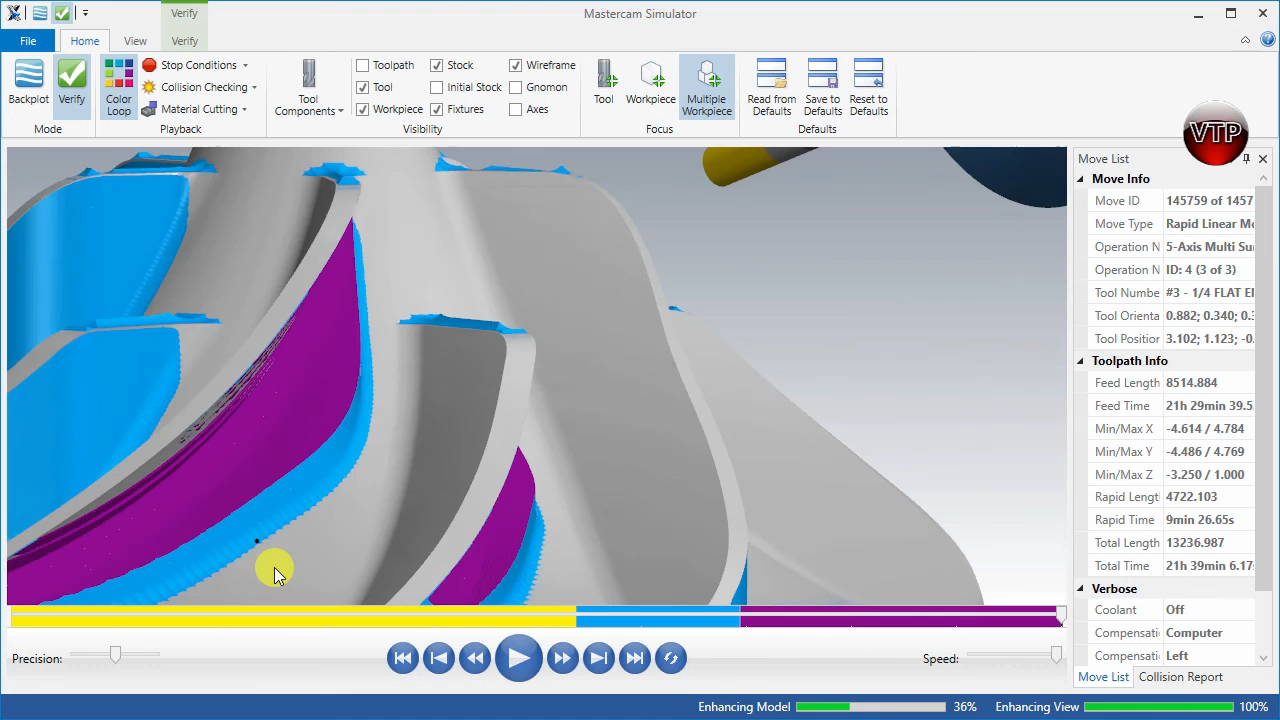 Verify
Mastercam Simulator
File
Home
View
Verify
Backplot
Verify
Mode
Color Loop
Stop Conditions
Collision Checking
Material Cutting
Playback
Tool Components
Toolpath
Stock
Wireframe
Tool
Initial Stock
Gnomon
Workpiece
Fixtures
Axes
Visibility
Tool
Workpiece
Multiple Workpiece
Focus
Read from Defaults
Save to Defaults
Reset to Defaults
Defaults
VTP
Move List
Move Info
Move ID 145759 of 1457
Move Type Rapid Linear Mo
Operation N 5-Axis Multi Su
Operation N ID: 4 (3 of 3)
Tool Numbe #3 - 1/4 FLAT E
Tool Orienta 0.882; 0.340; 0.3
Tool Position 3.102; 1.123; -0.
Toolpath Info
Feed Length 8514.884
Feed Time 21h 29min 39.5
Min/Max X -4.614 / 4.784
Min/Max Y -4.486 / 4.769
Min/Max Z -3.250 / 1.000
Rapid Length 4722.103
Rapid Time 9min 26.65s
Total Length 13236.987
Total Time 21h 39min 6.17
Verbose
Coolant Off
Compensati Computer
Compensati Left
Move List
Collision Report
Precision:
Speed:
Enhancing Model 36%
Enhancing View 100%